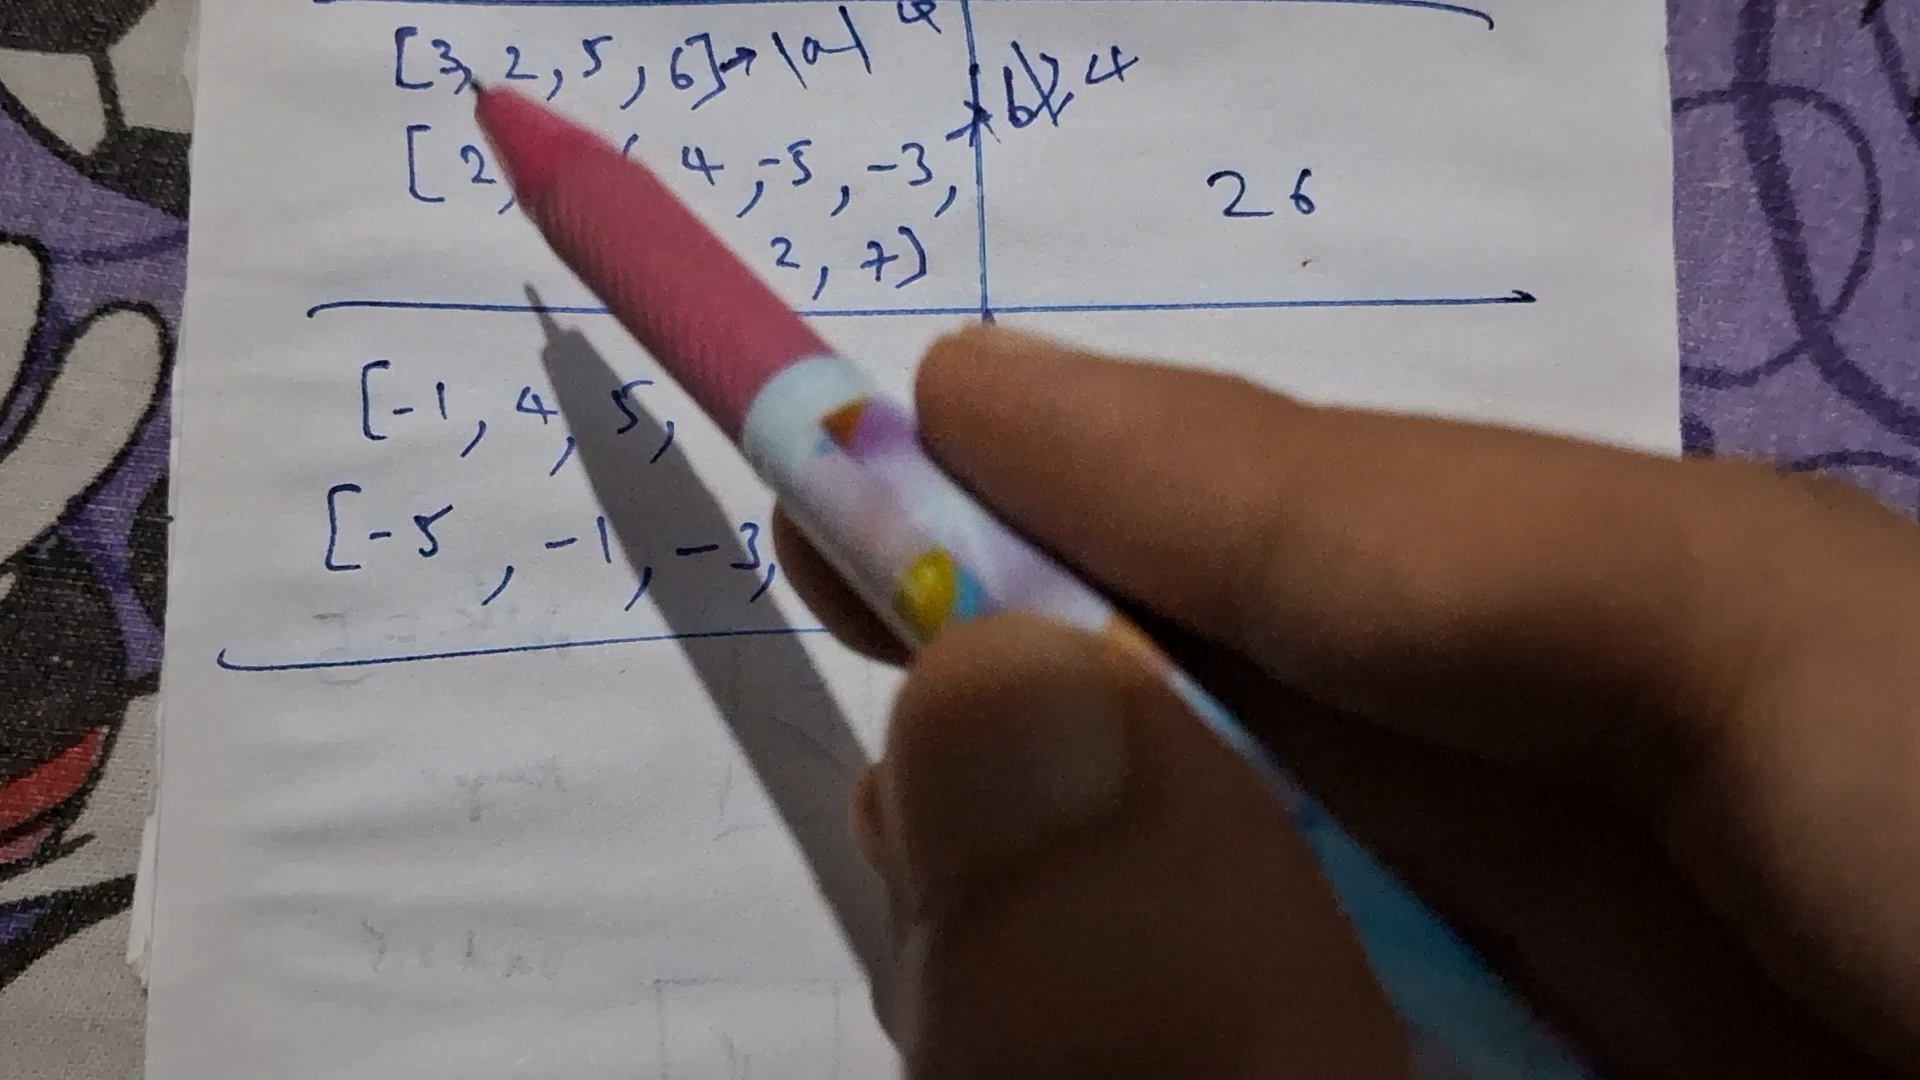 [3, 2, 5, 6] → |a| 4
→ |b| 4
[2, 4, -5, -3,
26
2, 7]
[-1, 4, 5,
[-5, -1, -3,